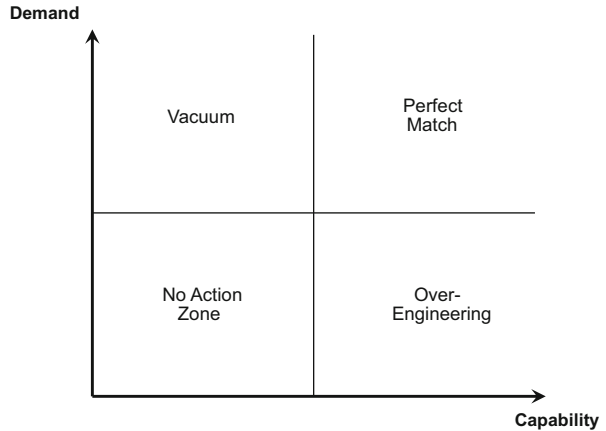 Demand
Vacuum
Perfect
Match
No Action
Zone
Over-
Engineering
Capability